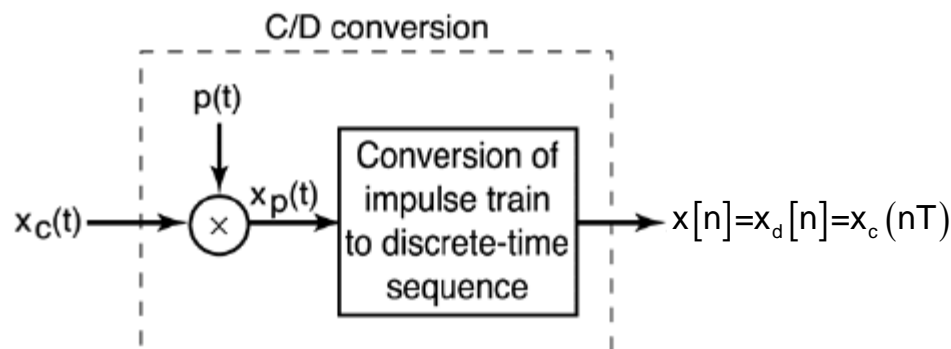 C/D conversion
p(t)
x_c(t)
x_p(t)
Conversion of
impulse train
to discrete-time
sequence
x[n]=x_d[n]=x_c(nT)